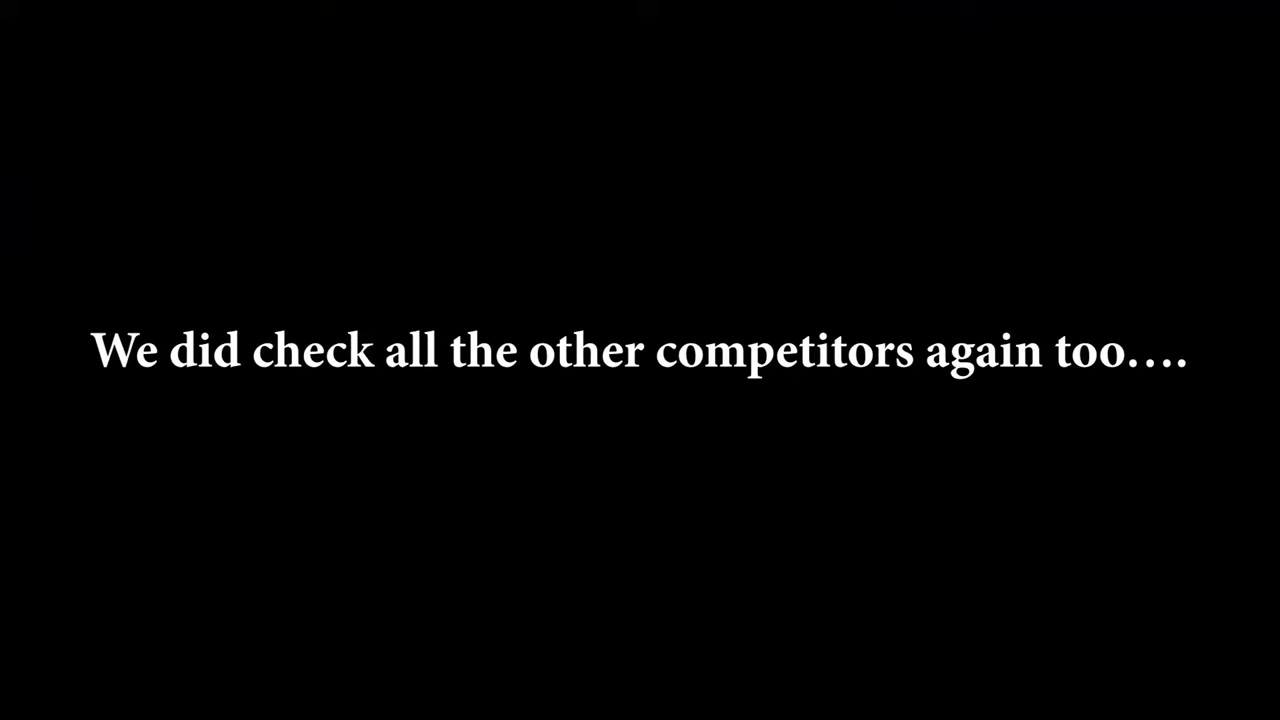 We did check all the other competitors again too....